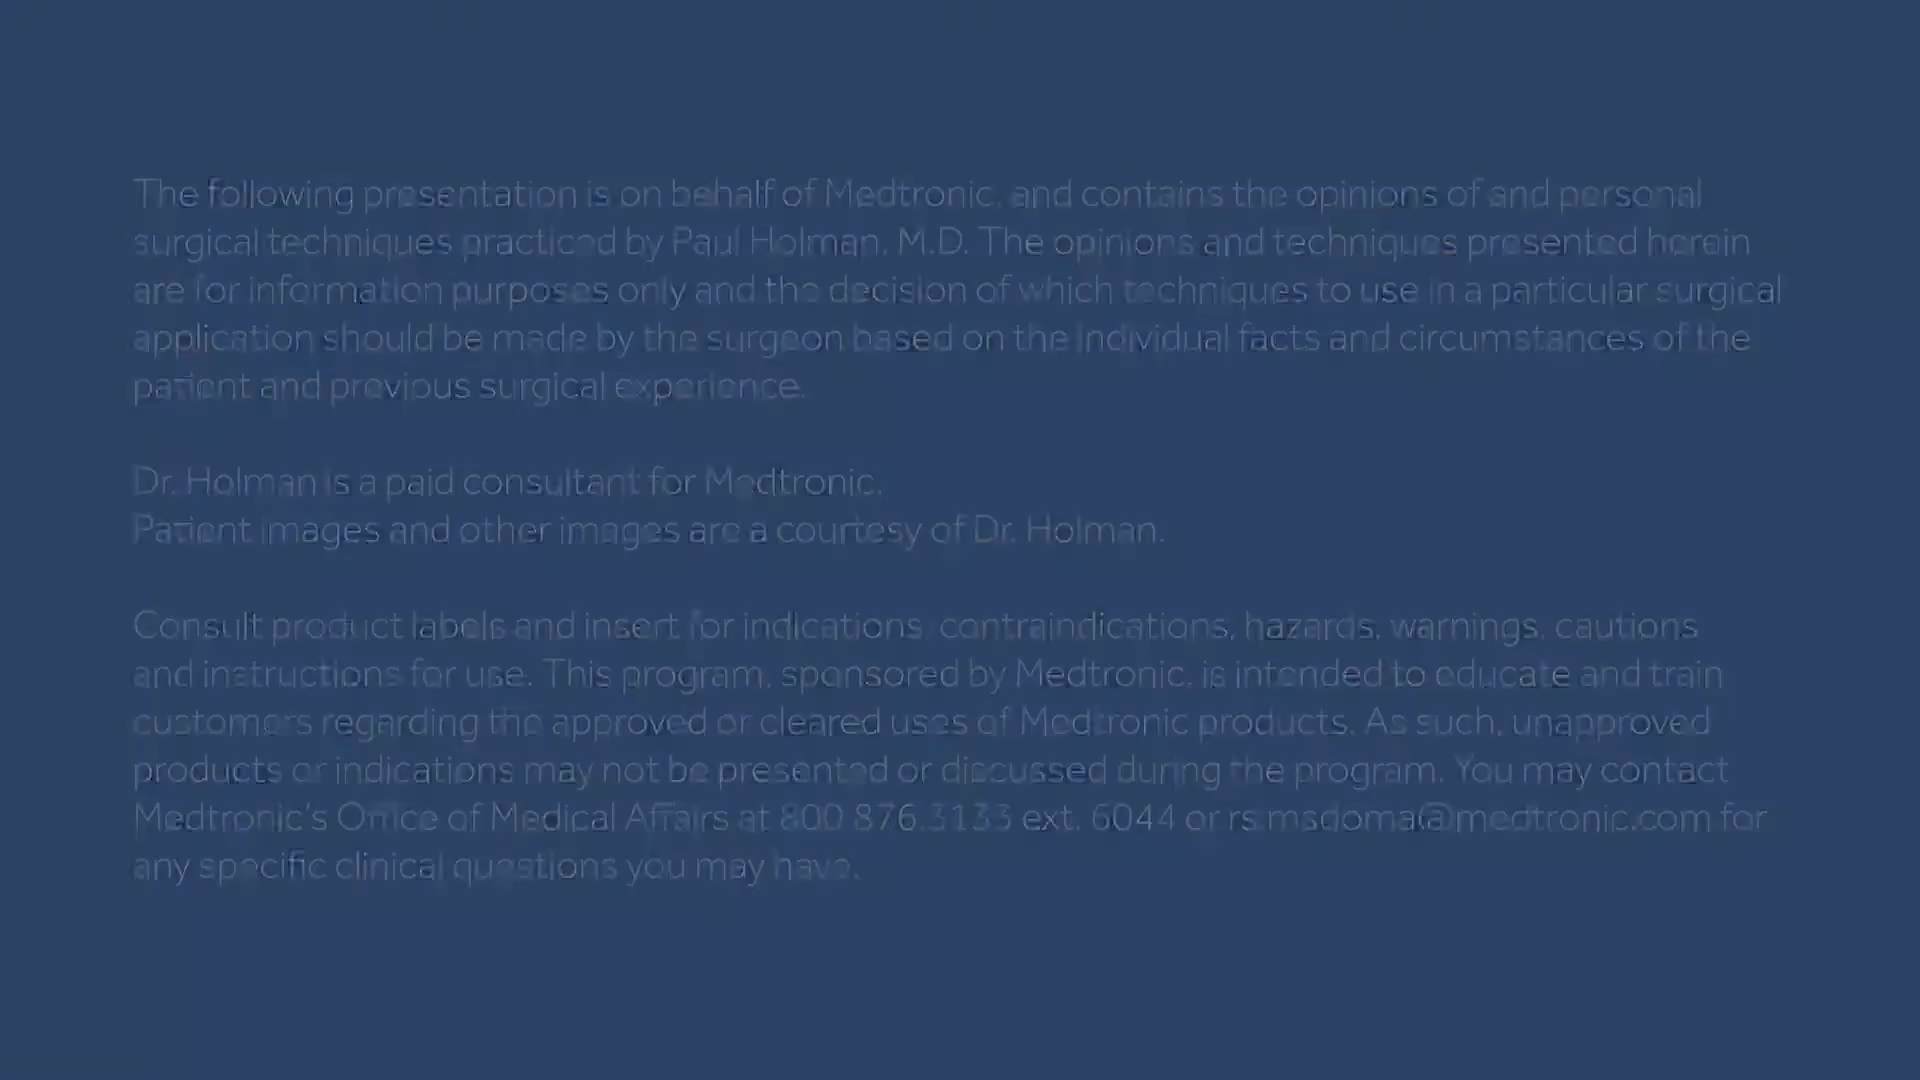 The following presentation is on behalf of Medtronic, and contains the opinions of and personal
surgical techniques practiced by Paul Holman, M.D. The opinions and techniques presented herein
are for information purposes only and the decision of which techniques to use in a particular surgical
application should be made by the surgeon based on the individual facts and circumstances of the
patient and previous surgical experience.
Dr. Holman is a paid consultant for Medtronic.
Patient images and other images are a courtesy of Dr. Holman.
Consult product labels and insert for indications, contraindications, hazards, warnings, cautions
and instructions for use. This program, sponsored by Medtronic, is intended to educate and train
customers regarding the approved or cleared uses of Medtronic products. As such, unapproved
products or indications may not be presented or discussed during the program. You may contact
Medtronic's Office of Medical Affairs at 800.876.3133 ext. 6044 or rs.msdoma@medtronic.com for
any specific clinical questions you may have.